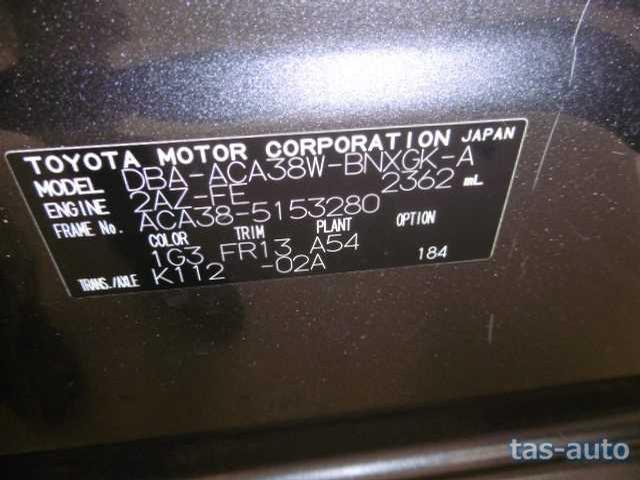 TOYOTA MOTOR CORPORATION JAPAN
MODEL DBA-ACA38W-BNXGK-A
ENGINE 2AZ-FE 2362 mL
FRAME No. ACA38-5153280
COLOR TRIM PLANT OPTION
1G3 FR13 A54
TRANS./AXLE K112 -02A 184
tas-auto